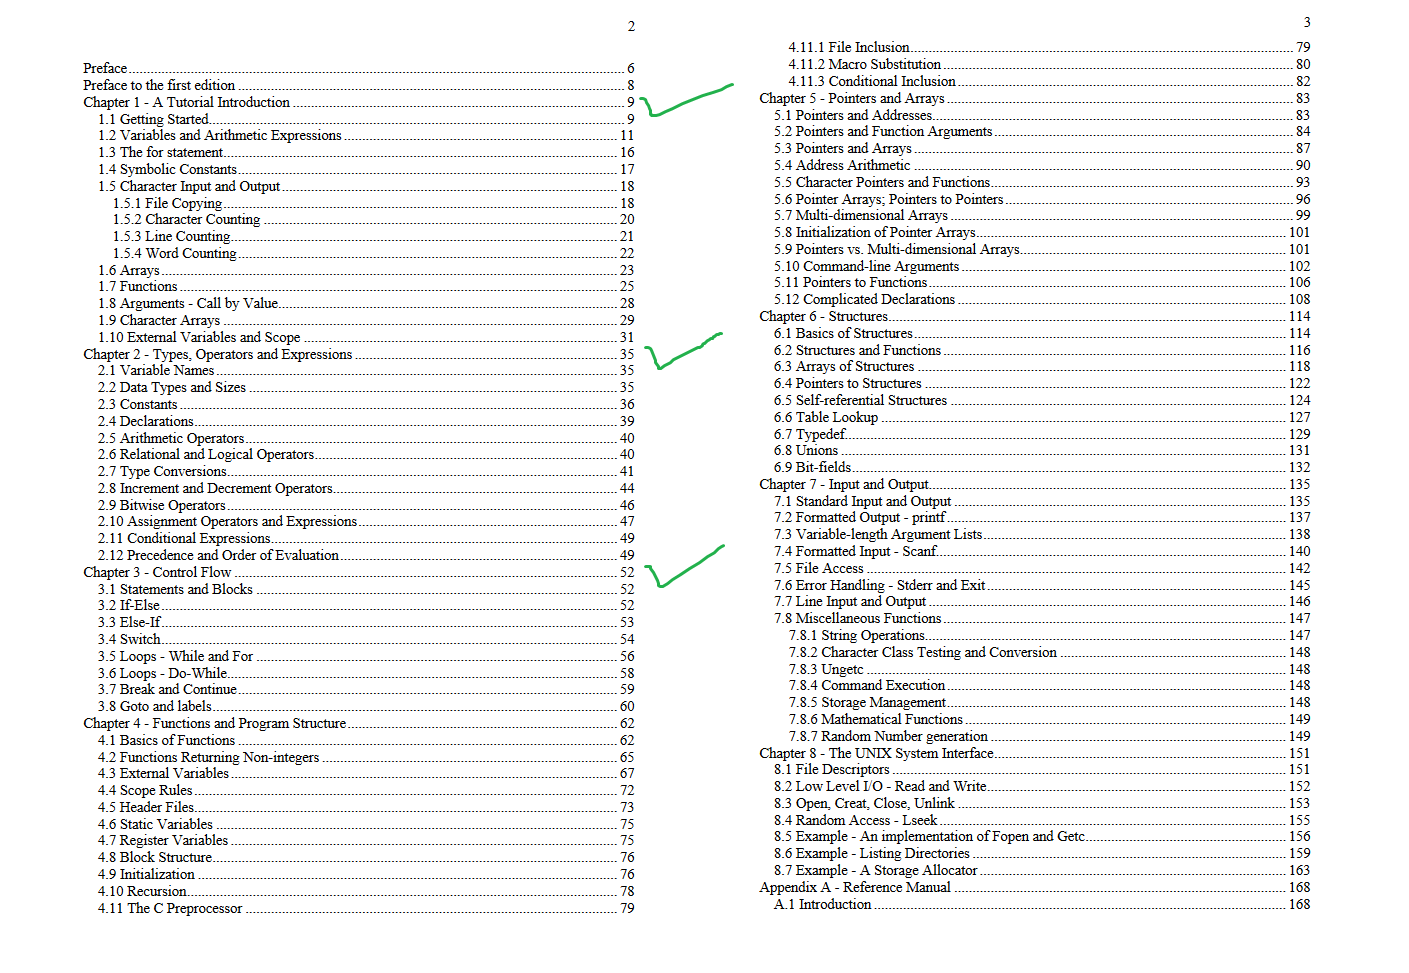 2
Preface 6
Preface to the first edition 8
Chapter 1 - A Tutorial Introduction 9
1.1 Getting Started 9
1.2 Variables and Arithmetic Expressions 11
1.3 The for statement 16
1.4 Symbolic Constants 17
1.5 Character Input and Output 18
1.5.1 File Copying 18
1.5.2 Character Counting 20
1.5.3 Line Counting 21
1.5.4 Word Counting 22
1.6 Arrays 23
1.7 Functions 25
1.8 Arguments - Call by Value 28
1.9 Character Arrays 29
1.10 External Variables and Scope 31
Chapter 2 - Types, Operators and Expressions 35
2.1 Variable Names 35
2.2 Data Types and Sizes 35
2.3 Constants 36
2.4 Declarations 39
2.5 Arithmetic Operators 40
2.6 Relational and Logical Operators 40
2.7 Type Conversions 41
2.8 Increment and Decrement Operators 44
2.9 Bitwise Operators 46
2.10 Assignment Operators and Expressions 47
2.11 Conditional Expressions 49
2.12 Precedence and Order of Evaluation 49
Chapter 3 - Control Flow 52
3.1 Statements and Blocks 52
3.2 If-Else 52
3.3 Else-If 53
3.4 Switch 54
3.5 Loops - While and For 56
3.6 Loops - Do-While 58
3.7 Break and Continue 59
3.8 Goto and labels 60
Chapter 4 - Functions and Program Structure 62
4.1 Basics of Functions 62
4.2 Functions Returning Non-integers 65
4.3 External Variables 67
4.4 Scope Rules 72
4.5 Header Files 73
4.6 Static Variables 75
4.7 Register Variables 75
4.8 Block Structure 76
4.9 Initialization 76
4.10 Recursion 78
4.11 The C Preprocessor 79
3
4.11.1 File Inclusion 79
4.11.2 Macro Substitution 80
4.11.3 Conditional Inclusion 82
Chapter 5 - Pointers and Arrays 83
5.1 Pointers and Addresses 83
5.2 Pointers and Function Arguments 84
5.3 Pointers and Arrays 87
5.4 Address Arithmetic 90
5.5 Character Pointers and Functions 93
5.6 Pointer Arrays; Pointers to Pointers 96
5.7 Multi-dimensional Arrays 99
5.8 Initialization of Pointer Arrays 101
5.9 Pointers vs. Multi-dimensional Arrays 101
5.10 Command-line Arguments 102
5.11 Pointers to Functions 106
5.12 Complicated Declarations 108
Chapter 6 - Structures 114
6.1 Basics of Structures 114
6.2 Structures and Functions 116
6.3 Arrays of Structures 118
6.4 Pointers to Structures 122
6.5 Self-referential Structures 124
6.6 Table Lookup 127
6.7 Typedef 129
6.8 Unions 131
6.9 Bit-fields 132
Chapter 7 - Input and Output 135
7.1 Standard Input and Output 135
7.2 Formatted Output - printf 137
7.3 Variable-length Argument Lists 138
7.4 Formatted Input - Scanf 140
7.5 File Access 142
7.6 Error Handling - Stderr and Exit 145
7.7 Line Input and Output 146
7.8 Miscellaneous Functions 147
7.8.1 String Operations 147
7.8.2 Character Class Testing and Conversion 148
7.8.3 Ungetc 148
7.8.4 Command Execution 148
7.8.5 Storage Management 148
7.8.6 Mathematical Functions 149
7.8.7 Random Number generation 149
Chapter 8 - The UNIX System Interface 151
8.1 File Descriptors 151
8.2 Low Level I/O - Read and Write 152
8.3 Open, Creat, Close, Unlink 153
8.4 Random Access - Lseek 155
8.5 Example - An implementation of Fopen and Getc 156
8.6 Example - Listing Directories 159
8.7 Example - A Storage Allocator 163
Appendix A - Reference Manual 168
A.1 Introduction 168